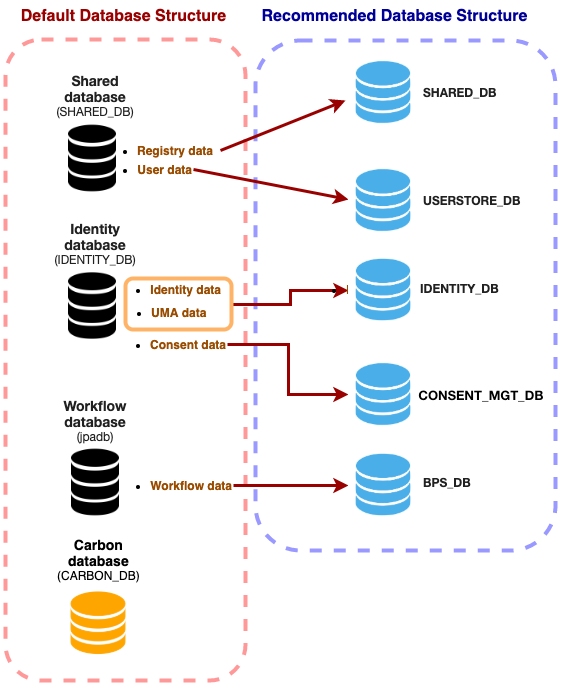 Default Database Structure
Recommended Database Structure
Shared
database
(SHARED_DB)
Registry data
User data
SHARED_DB
USERSTORE_DB
Identity
database
(IDENTITY_DB)
Identity data
UMA data
Consent data
IDENTITY_DB
CONSENT_MGT_DB
Workflow
database
(jpadb)
Workflow data
BPS_DB
Carbon
database
(CARBON_DB)